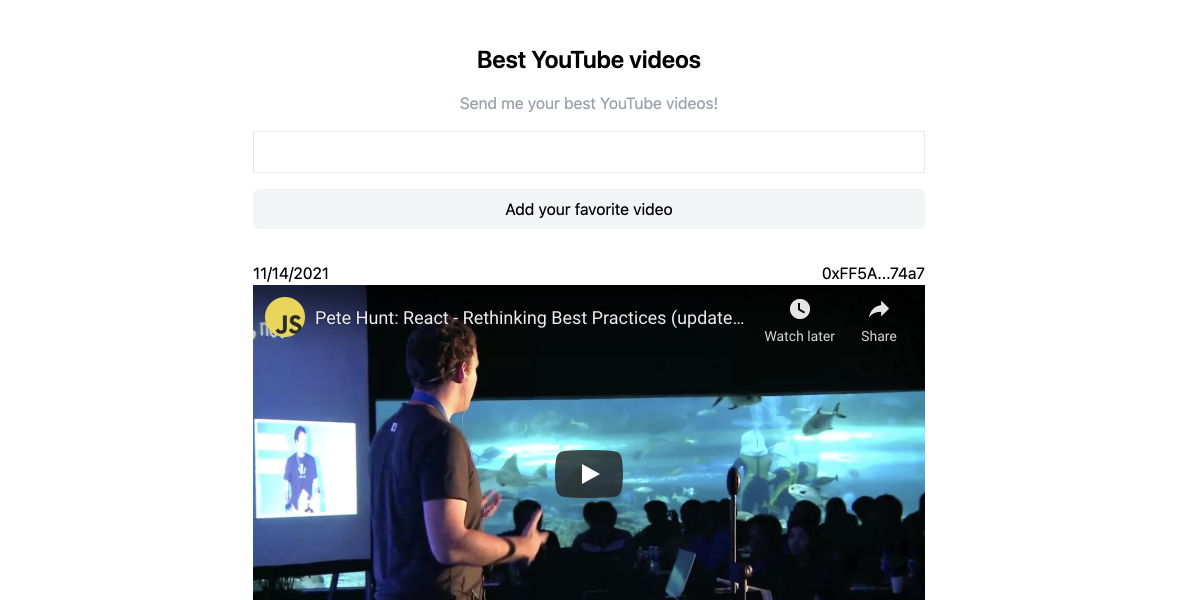 Best YouTube videos
Send me your best YouTube videos!
Add your favorite video
11/14/2021
0xFF5A...74a7
JS
Pete Hunt: React - Rethinking Best Practices (update...
Watch later
Share